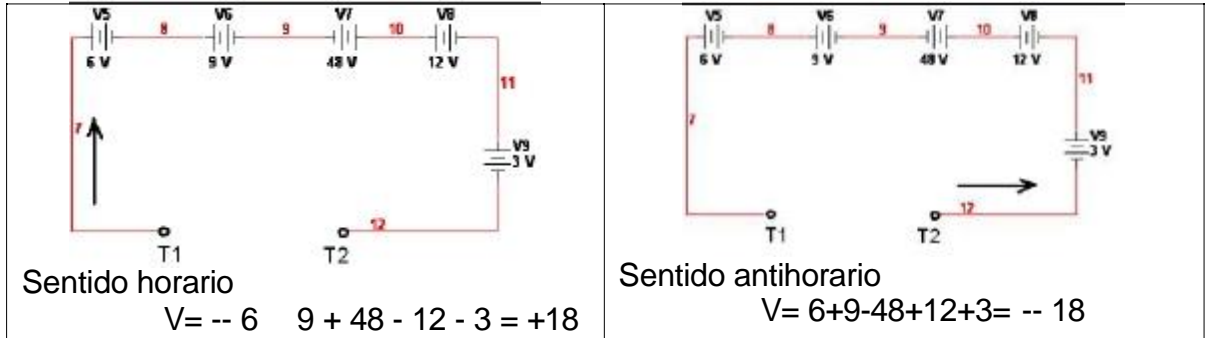 V5 V6 V7 V8
8 9 10
6 V 9 V 48 V 12 V
11
7
V9
3 V
12
T1 T2
Sentido horario
V= -- 6 9 + 48 - 12 - 3 = +18
V5 V6 V7 V8
8 9 10
6 V 9 V 48 V 12 V
11
7
V9
3 V
12
T1 T2
Sentido antihorario
V= 6+9-48+12+3= -- 18